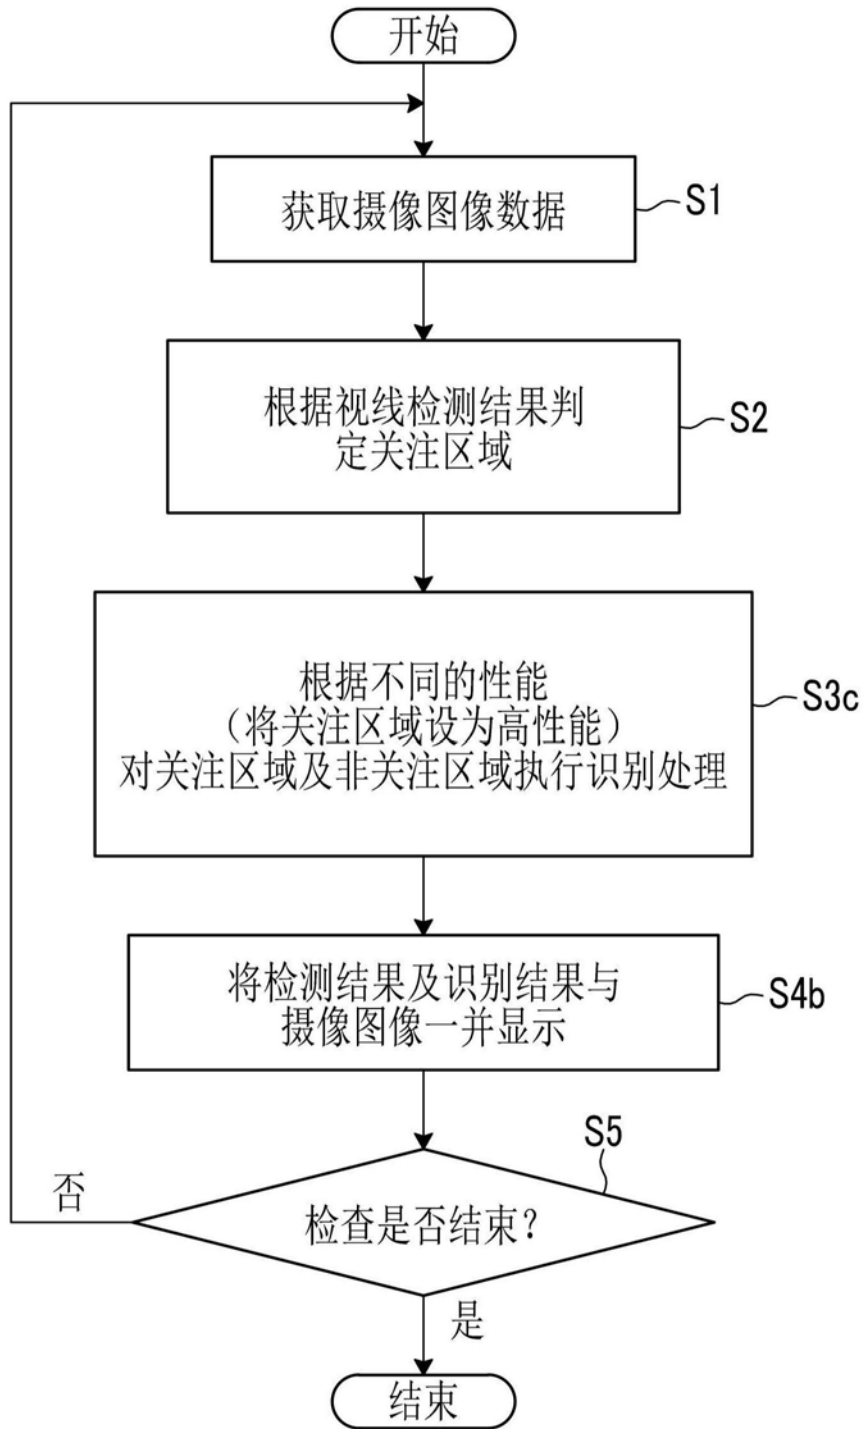 开始
获取摄像图像数据
S1
根据视线检测结果判
定关注区域
S2
根据不同的性能
（将关注区域设为高性能）
对关注区域及非关注区域执行识别处理
S3c
将检测结果及识别结果与
摄像图像一并显示
S4b
S5
检查是否结束？
否
是
结束